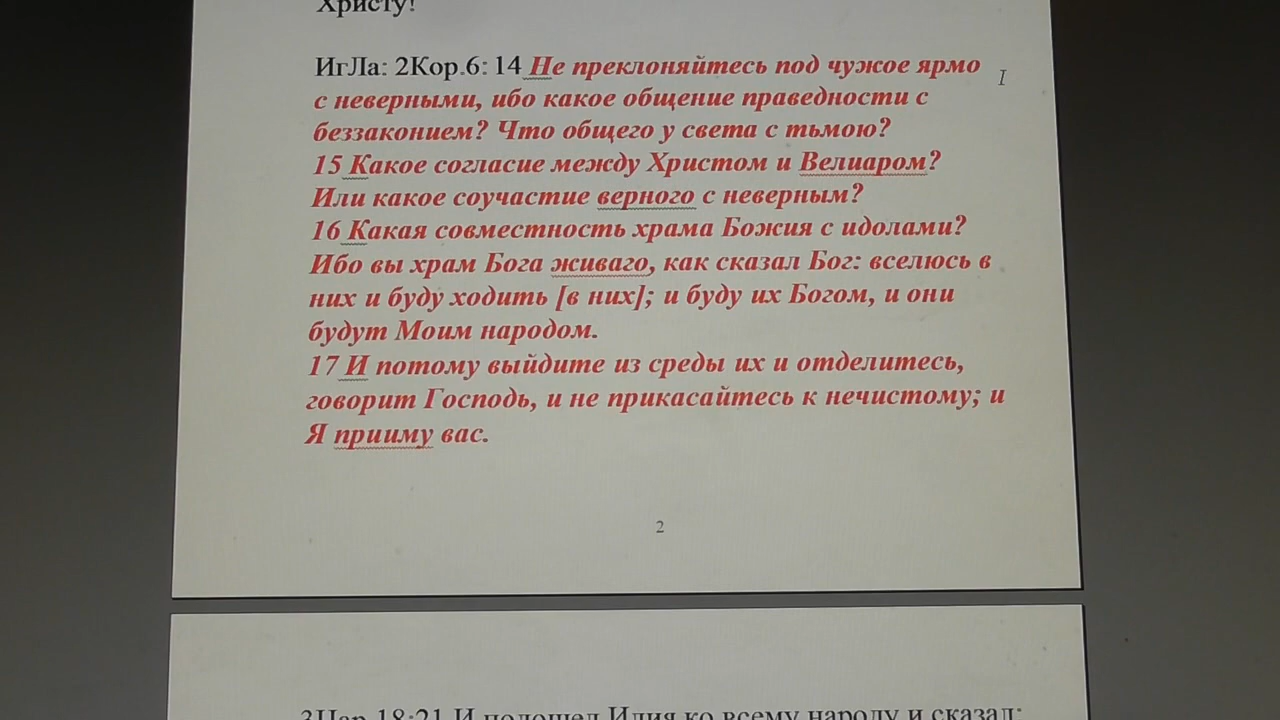 Христу!
ИгЛа: 2Кор.6: 14 Не преклоняйтесь под чужое ярмо
с неверными, ибо какое общение праведности с
беззаконием? Что общего у света с тьмою?
15 Какое согласие между Христом и Велиаром?
Или какое соучастие верного с неверным?
16 Какая совместность храма Божия с идолами?
Ибо вы храм Бога живаго, как сказал Бог: вселюсь в
них и буду ходить [в них]; и буду их Богом, и они
будут Моим народом.
17 И потому выйдите из среды их и отделитесь,
говорит Господь, и не прикасайтесь к нечистому; и
Я прииму вас.
2
3Цар.18:21 И подошел Илия ко всему народу и сказал: